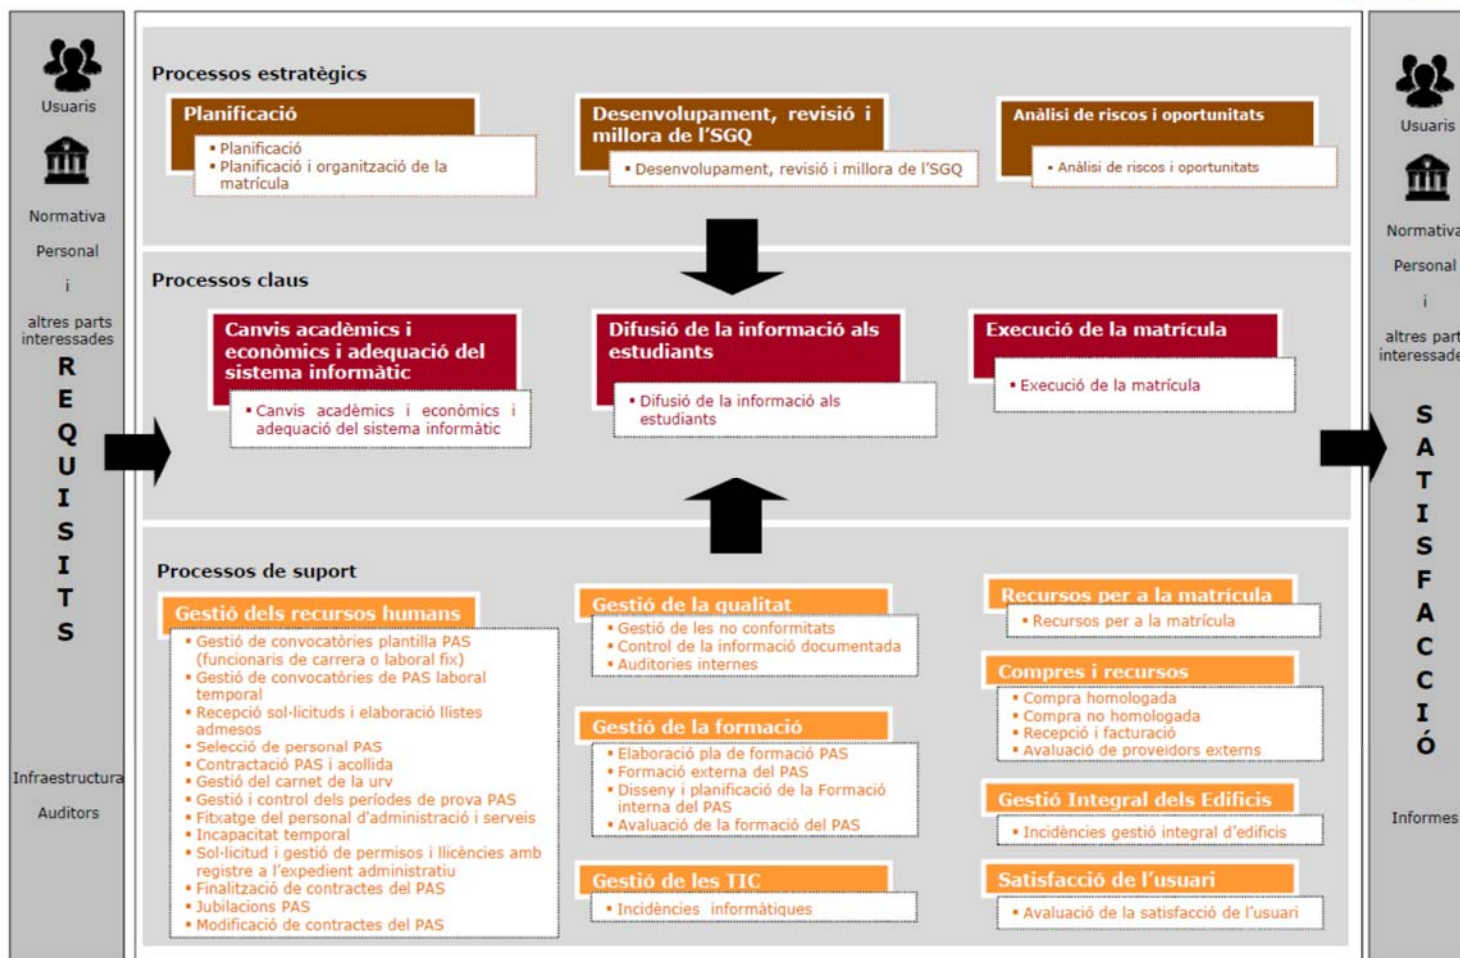 Usuaris
Normativa
Personal
i
altres parts
interessades
REQUISITS
Infraestructura
Auditors
Processos estratègics
Planificació
▪ Planificació
▪ Planificació i organització de la
matrícula
Desenvolupament, revisió i
millora de l'SGQ
▪ Desenvolupament, revisió i millora de l'SGQ
Anàlisi de riscos i oportunitats
▪ Anàlisi de riscos i oportunitats
Processos claus
Canvis acadèmics i
econòmics i adequació del
sistema informàtic
▪ Canvis acadèmics i econòmics i
adequació del sistema informàtic
Difusió de la informació als
estudiants
▪ Difusió de la informació als
estudiants
Execució de la matrícula
▪ Execució de la matrícula
Processos de suport
Gestió dels recursos humans
▪ Gestió de convocatòries plantilla PAS
(funcionaris de carrera o laboral fix)
▪ Gestió de convocatòries de PAS laboral
temporal
▪ Recepció sol·licituds i elaboració llistes
admesos
▪ Selecció de personal PAS
▪ Contractació PAS i acollida
▪ Gestió del carnet de la urv
▪ Gestió i control dels períodes de prova PAS
▪ Fitxatge del personal d'administració i serveis
▪ Incapacitat temporal
▪ Sol·licitud i gestió de permisos i llicències amb
registre a l'expedient administratiu
▪ Finalització de contractes del PAS
▪ Jubilacions PAS
▪ Modificació de contractes del PAS
Gestió de la qualitat
▪ Gestió de les no conformitats
▪ Control de la informació documentada
▪ Auditories internes
Gestió de la formació
▪ Elaboració pla de formació PAS
▪ Formació externa del PAS
▪ Disseny i planificació de la Formació
interna del PAS
▪ Avaluació de la formació del PAS
Gestió de les TIC
▪ Incidències informàtiques
Recursos per a la matrícula
▪ Recursos per a la matrícula
Compres i recursos
▪ Compra homologada
▪ Compra no homologada
▪ Recepció i facturació
▪ Avaluació de proveïdors externs
Gestió Integral dels Edificis
▪ Incidències gestió integral d'edificis
Satisfacció de l'usuari
▪ Avaluació de la satisfacció de l'usuari
Usuaris
Normativa
Personal
i
altres part
interessade
SATISFACCIÓ
Informes